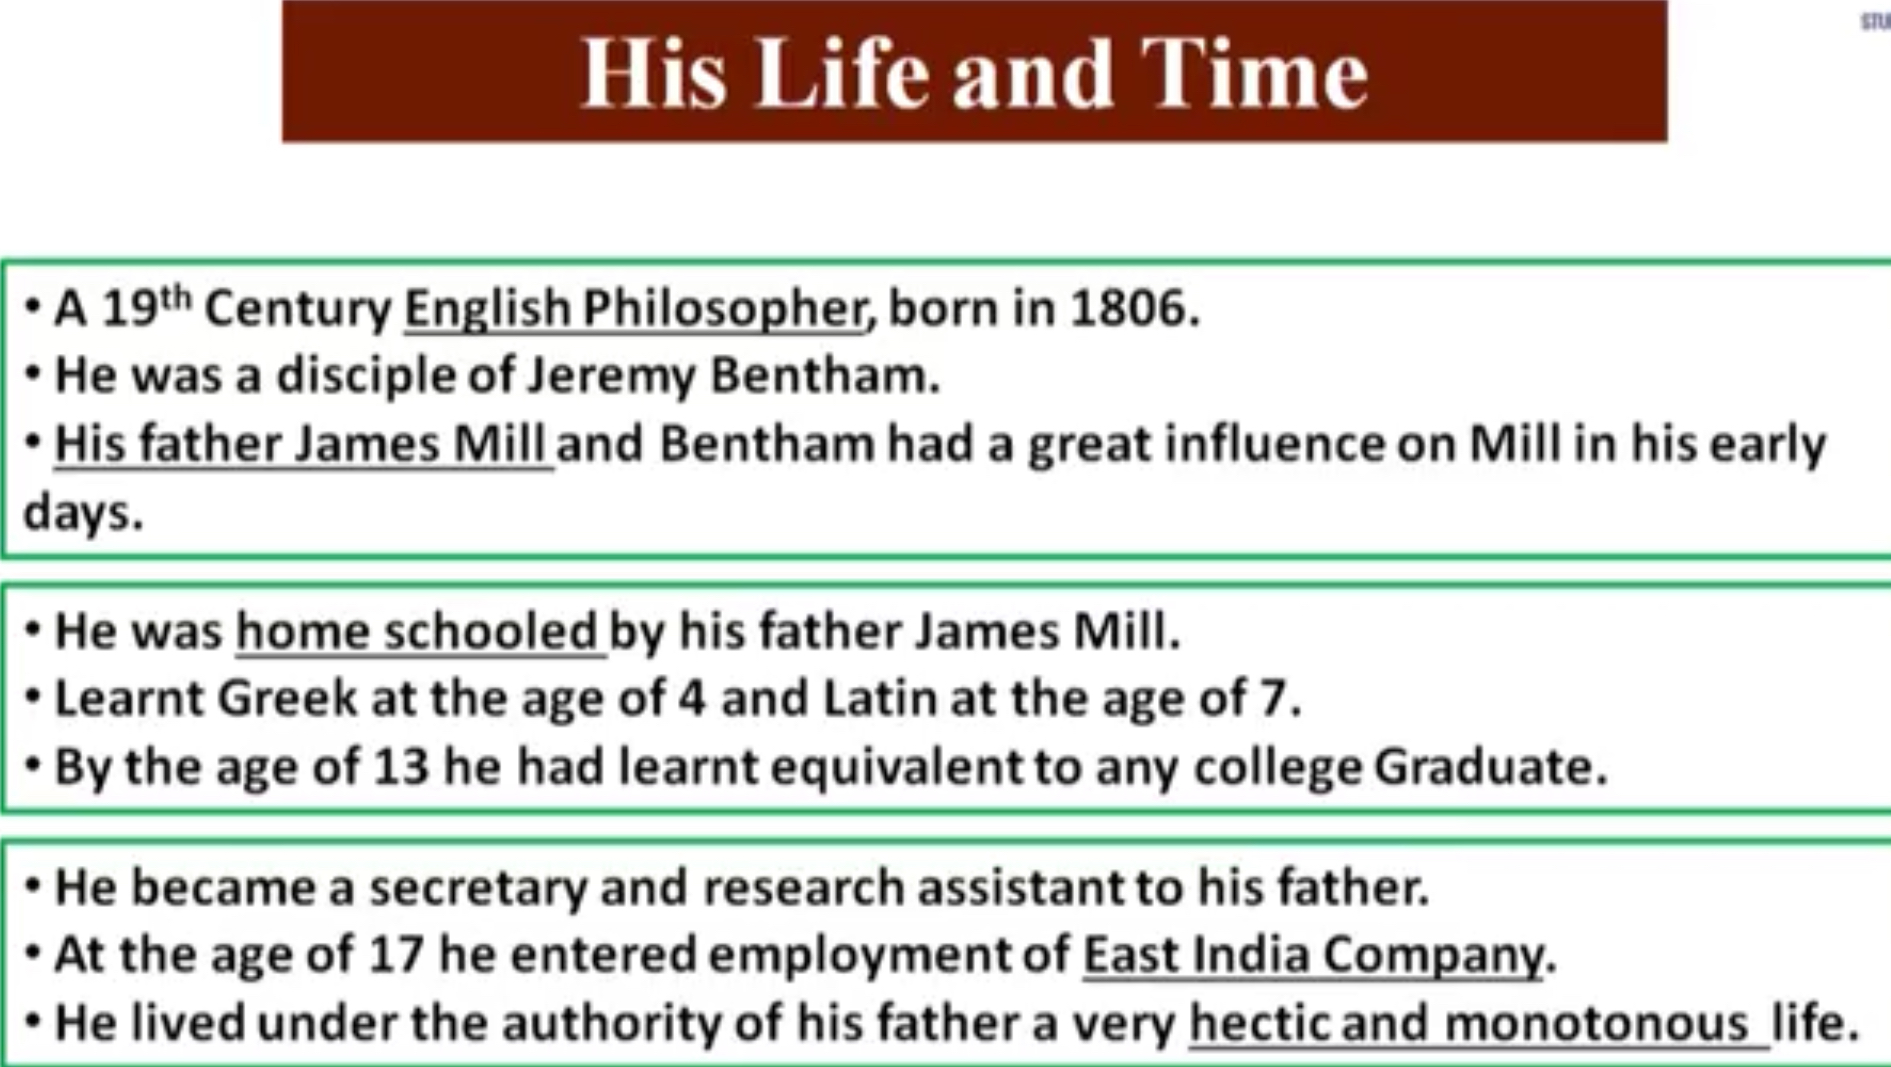 His Life and Time
STU
• A 19th Century English Philosopher, born in 1806.
• He was a disciple of Jeremy Bentham.
• His father James Mill and Bentham had a great influence on Mill in his early
days.
• He was home schooled by his father James Mill.
• Learnt Greek at the age of 4 and Latin at the age of 7.
• By the age of 13 he had learnt equivalent to any college Graduate.
• He became a secretary and research assistant to his father.
• At the age of 17 he entered employment of East India Company.
• He lived under the authority of his father a very hectic and monotonous life.